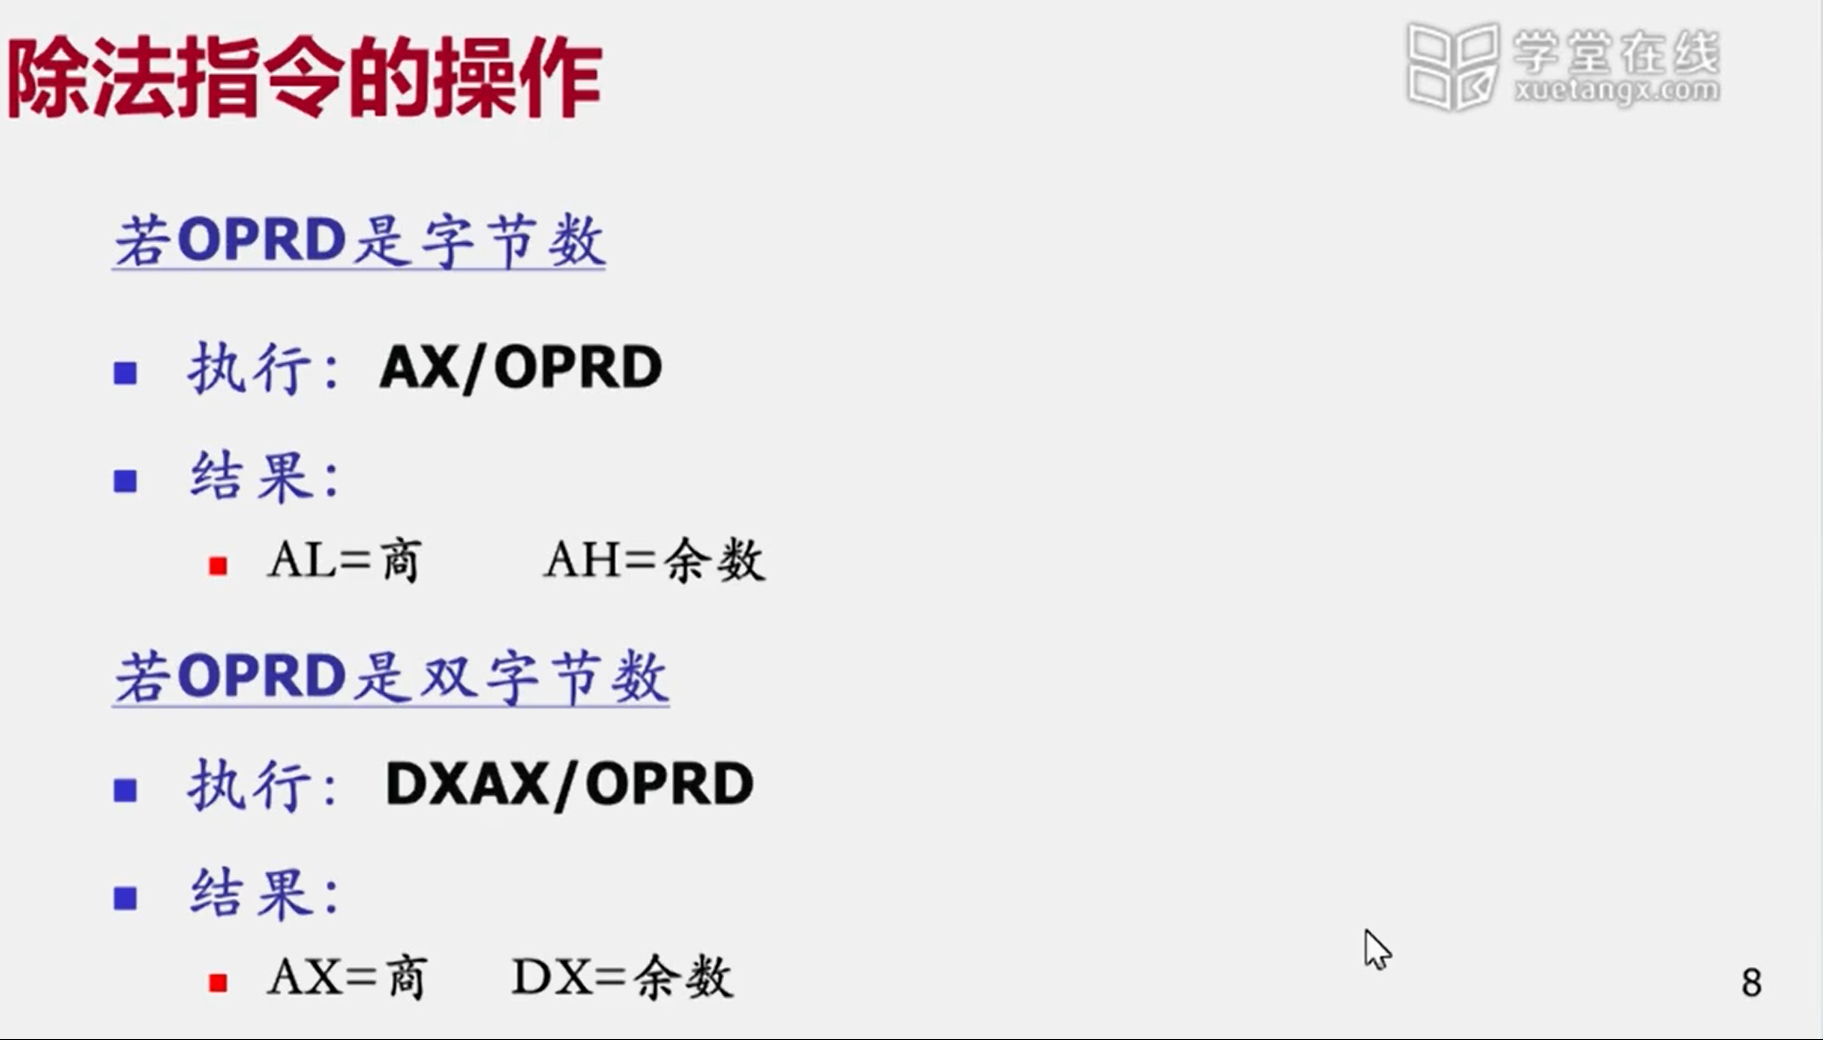 除法指令的操作
学堂在线
xuetangx.com
若OPRD是字节数
执行：AX/OPRD
结果：
AL=商 AH=余数
若OPRD是双字节数
执行：DXAX/OPRD
结果：
AX=商 DX=余数
8